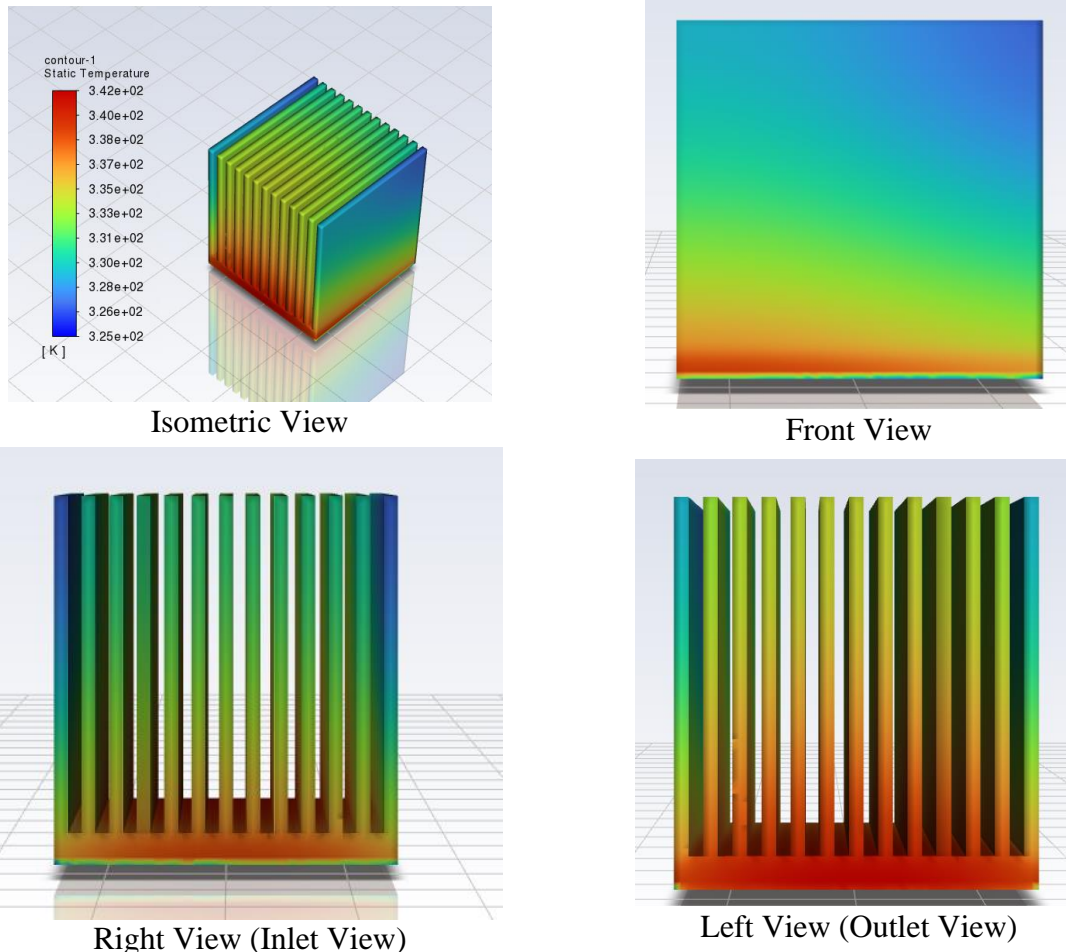 contour-1
Static Temperature
3.42e+02
3.40e+02
3.38e+02
3.37e+02
3.35e+02
3.33e+02
3.32e+02
3.30e+02
3.28e+02
3.26e+02
3.25e+02
[ K ]
Isometric View
Front View
Right View (Inlet View)
Left View (Outlet View)